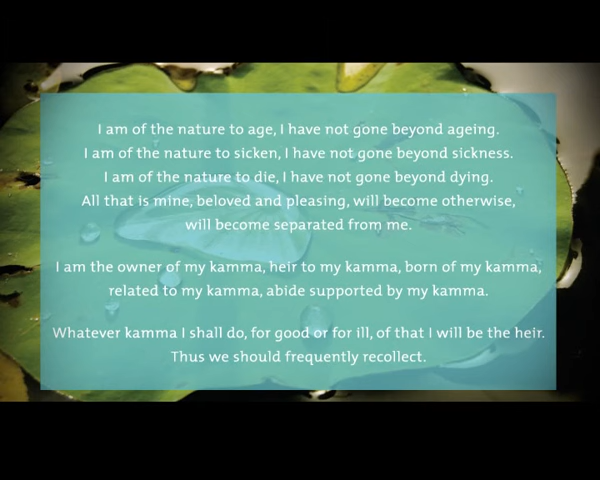 I am of the nature to age, I have not gone beyond ageing.
I am of the nature to sicken, I have not gone beyond sickness.
I am of the nature to die, I have not gone beyond dying.
All that is mine, beloved and pleasing, will become otherwise,
will become separated from me.
I am the owner of my kamma, heir to my kamma, born of my kamma,
related to my kamma, abide supported by my kamma.
Whatever kamma I shall do, for good or for ill, of that I will be the heir.
Thus we should frequently recollect.